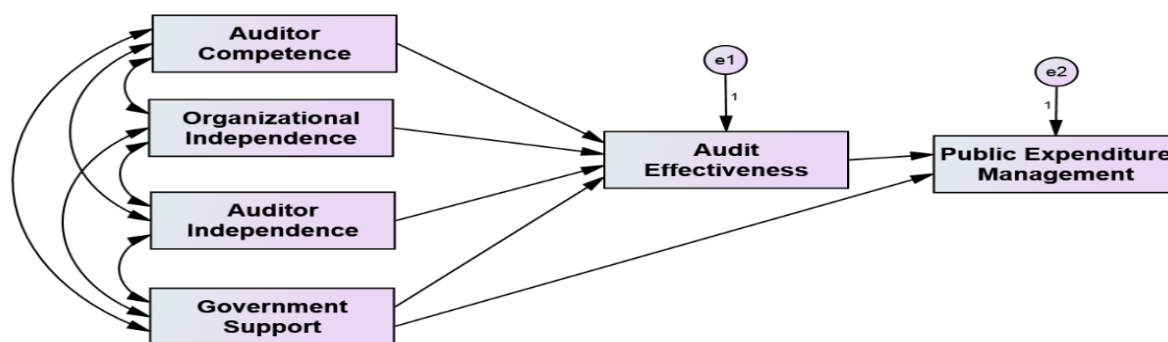 Auditor
Competence
Organizational
Independence
Auditor
Independence
Government
Support
e1
1
Audit
Effectiveness
e2
1
Public Expenditure
Management